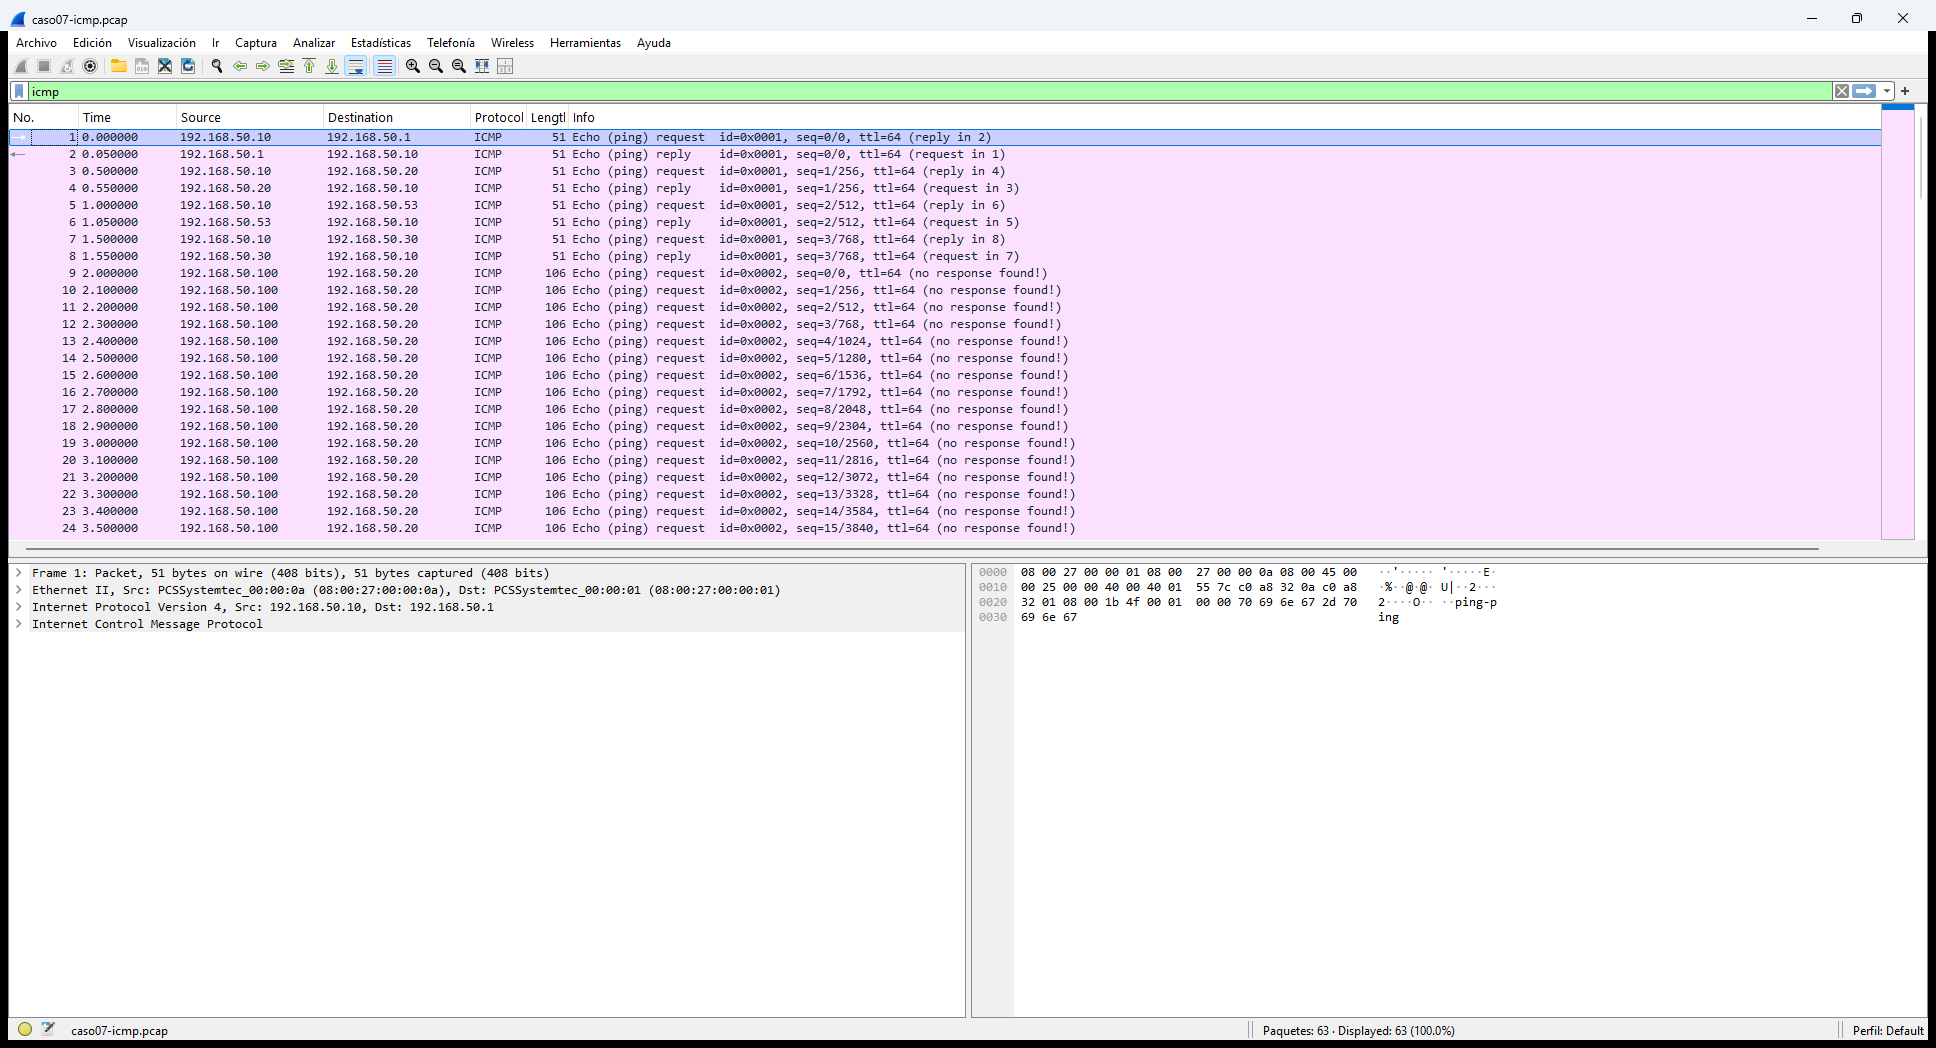 caso07-icmp.pcap
Archivo Edición Visualización Ir Captura Analizar Estadísticas Telefonía Wireless Herramientas Ayuda
icmp
No. Time Source Destination Protocol Lengtl Info
1 0.000000 192.168.50.10 192.168.50.1 ICMP 51 Echo (ping) request id=0x0001, seq=0/0, ttl=64 (reply in 2)
2 0.050000 192.168.50.1 192.168.50.10 ICMP 51 Echo (ping) reply id=0x0001, seq=0/0, ttl=64 (request in 1)
3 0.500000 192.168.50.10 192.168.50.20 ICMP 51 Echo (ping) request id=0x0001, seq=1/256, ttl=64 (reply in 4)
4 0.550000 192.168.50.20 192.168.50.10 ICMP 51 Echo (ping) reply id=0x0001, seq=1/256, ttl=64 (request in 3)
5 1.000000 192.168.50.10 192.168.50.53 ICMP 51 Echo (ping) request id=0x0001, seq=2/512, ttl=64 (reply in 6)
6 1.050000 192.168.50.53 192.168.50.10 ICMP 51 Echo (ping) reply id=0x0001, seq=2/512, ttl=64 (request in 5)
7 1.500000 192.168.50.10 192.168.50.30 ICMP 51 Echo (ping) request id=0x0001, seq=3/768, ttl=64 (reply in 8)
8 1.550000 192.168.50.30 192.168.50.10 ICMP 51 Echo (ping) reply id=0x0001, seq=3/768, ttl=64 (request in 7)
9 2.000000 192.168.50.100 192.168.50.20 ICMP 106 Echo (ping) request id=0x0002, seq=0/0, ttl=64 (no response found!)
10 2.100000 192.168.50.100 192.168.50.20 ICMP 106 Echo (ping) request id=0x0002, seq=1/256, ttl=64 (no response found!)
11 2.200000 192.168.50.100 192.168.50.20 ICMP 106 Echo (ping) request id=0x0002, seq=2/512, ttl=64 (no response found!)
12 2.300000 192.168.50.100 192.168.50.20 ICMP 106 Echo (ping) request id=0x0002, seq=3/768, ttl=64 (no response found!)
13 2.400000 192.168.50.100 192.168.50.20 ICMP 106 Echo (ping) request id=0x0002, seq=4/1024, ttl=64 (no response found!)
14 2.500000 192.168.50.100 192.168.50.20 ICMP 106 Echo (ping) request id=0x0002, seq=5/1280, ttl=64 (no response found!)
15 2.600000 192.168.50.100 192.168.50.20 ICMP 106 Echo (ping) request id=0x0002, seq=6/1536, ttl=64 (no response found!)
16 2.700000 192.168.50.100 192.168.50.20 ICMP 106 Echo (ping) request id=0x0002, seq=7/1792, ttl=64 (no response found!)
17 2.800000 192.168.50.100 192.168.50.20 ICMP 106 Echo (ping) request id=0x0002, seq=8/2048, ttl=64 (no response found!)
18 2.900000 192.168.50.100 192.168.50.20 ICMP 106 Echo (ping) request id=0x0002, seq=9/2304, ttl=64 (no response found!)
19 3.000000 192.168.50.100 192.168.50.20 ICMP 106 Echo (ping) request id=0x0002, seq=10/2560, ttl=64 (no response found!)
20 3.100000 192.168.50.100 192.168.50.20 ICMP 106 Echo (ping) request id=0x0002, seq=11/2816, ttl=64 (no response found!)
21 3.200000 192.168.50.100 192.168.50.20 ICMP 106 Echo (ping) request id=0x0002, seq=12/3072, ttl=64 (no response found!)
22 3.300000 192.168.50.100 192.168.50.20 ICMP 106 Echo (ping) request id=0x0002, seq=13/3328, ttl=64 (no response found!)
23 3.400000 192.168.50.100 192.168.50.20 ICMP 106 Echo (ping) request id=0x0002, seq=14/3584, ttl=64 (no response found!)
24 3.500000 192.168.50.100 192.168.50.20 ICMP 106 Echo (ping) request id=0x0002, seq=15/3840, ttl=64 (no response found!)
Frame 1: Packet, 51 bytes on wire (408 bits), 51 bytes captured (408 bits)
Ethernet II, Src: PCSSystemtec_00:00:0a (08:00:27:00:00:0a), Dst: PCSSystemtec_00:00:01 (08:00:27:00:00:01)
Internet Protocol Version 4, Src: 192.168.50.10, Dst: 192.168.50.1
Internet Control Message Protocol
0000 08 00 27 00 00 01 08 00 27 00 00 0a 08 00 45 00 ··'····· '·····E·
0010 00 25 00 00 40 00 40 01 55 7c c0 a8 32 0a c0 a8 ·%··@·@· U|··2···
0020 32 01 08 00 1b 4f 00 01 00 00 70 69 6e 67 2d 70 2····O·· ··ping-p
0030 69 6e 67 ing
caso07-icmp.pcap
Paquetes: 63 · Displayed: 63 (100.0%)
Perfil: Default